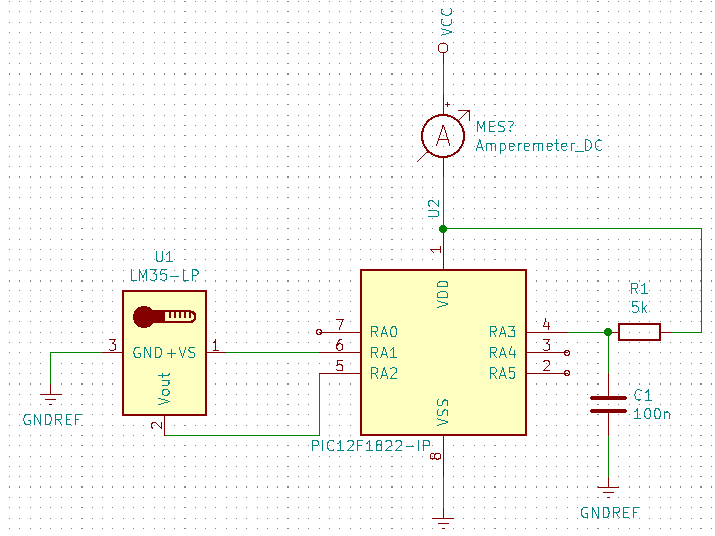 VCC
+
A
MES?
Amperemeter_DC
U2
1
VDD
U1
LM35-LP
3
GND
+VS
1
Vout
2
GNDREF
7
RA0
6
RA1
5
RA2
RA3
4
RA4
3
RA5
2
VSS
8
PIC12F1822-IP
R1
5k
C1
100n
GNDREF